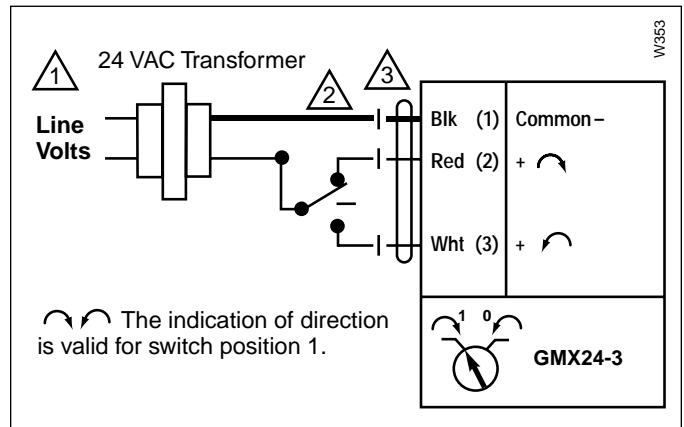 W353
24 VAC Transformer
1
2
3
Line
Volts
Blk (1) Common –
Red (2) +
Wht (3) +
The indication of direction
is valid for switch position 1.
1 0
GMX24-3